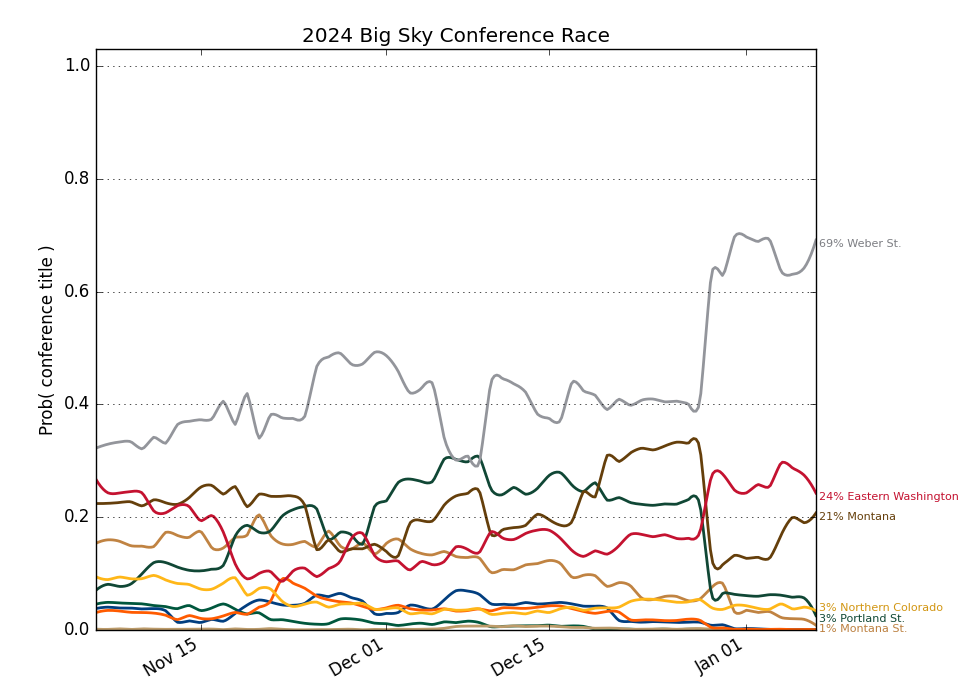 2024 Big Sky Conference Race
Prob( conference title )
1.0
0.8
0.6
0.4
0.2
0.0
Nov 15
Dec 01
Dec 15
Jan 01
69% Weber St.
24% Eastern Washington
21% Montana
3% Northern Colorado
3% Portland St.
1% Montana St.